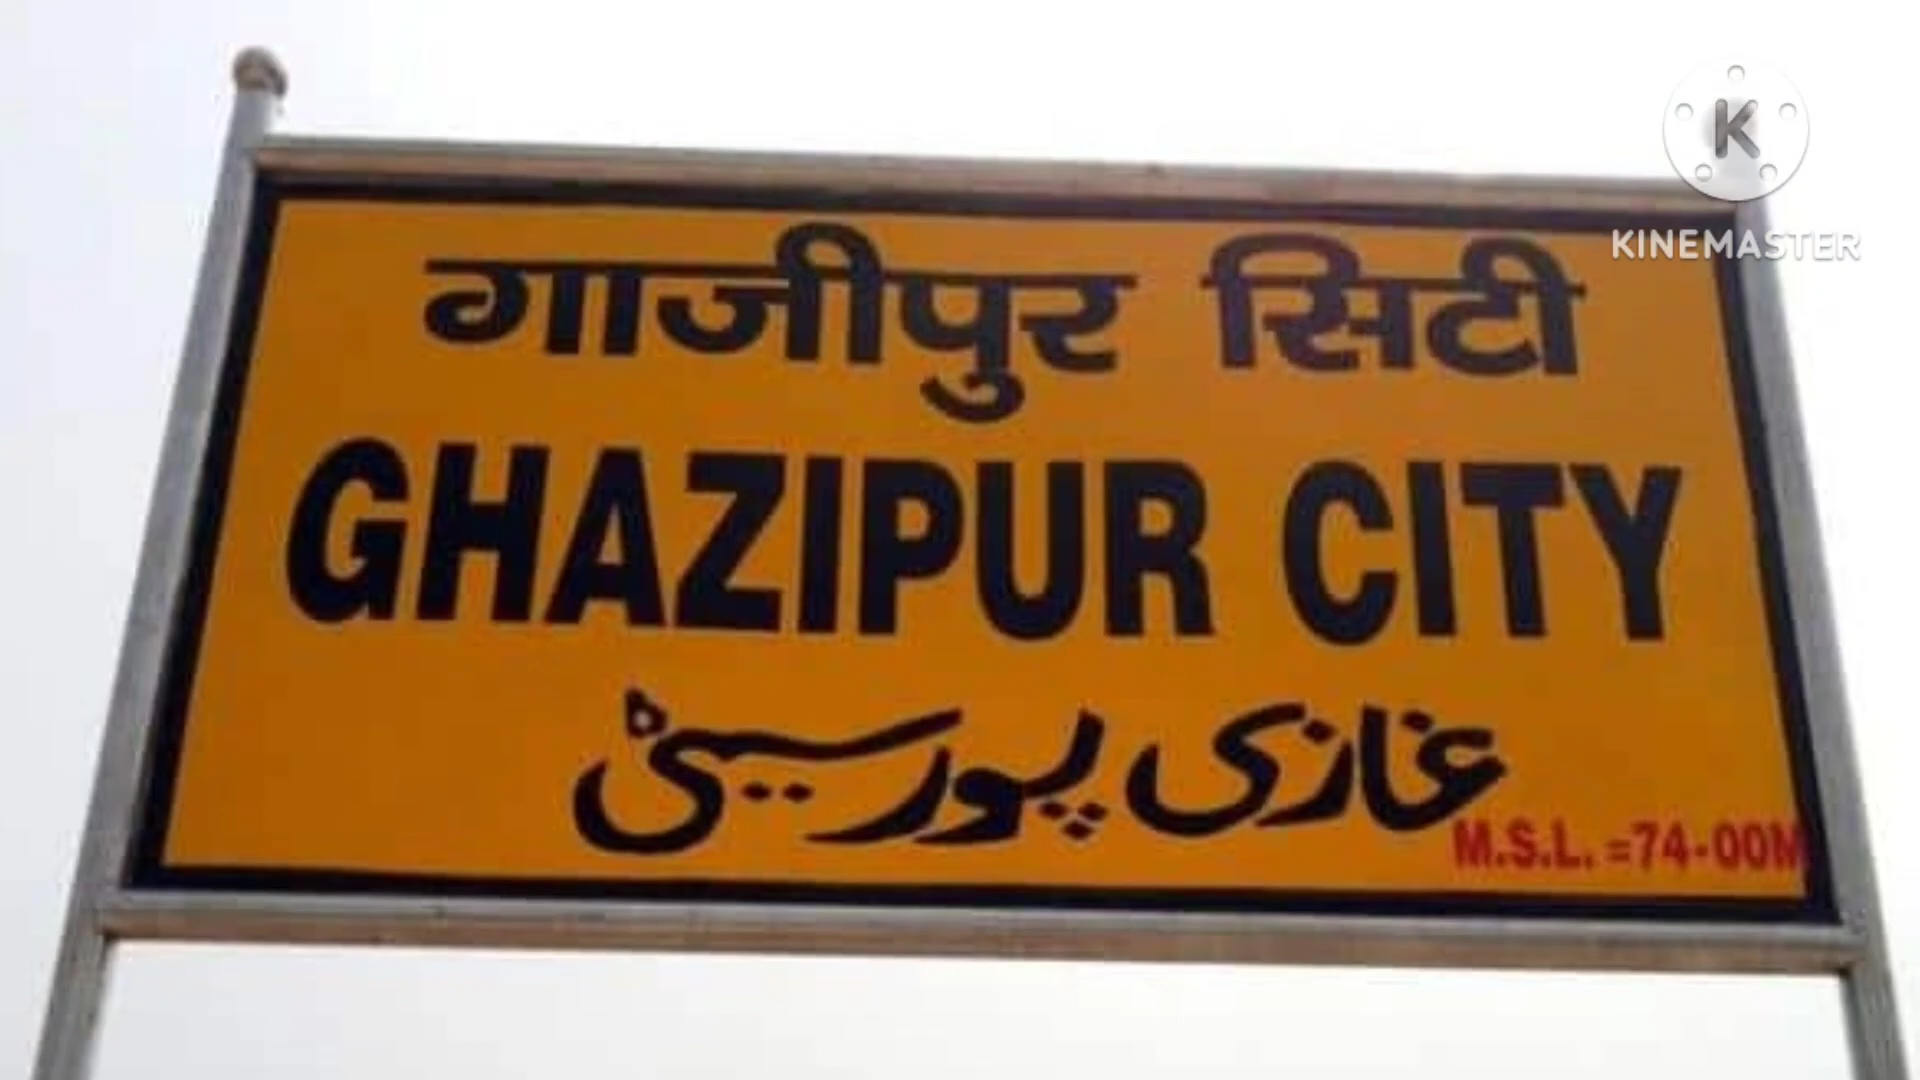 K
KINEMASTER
गाजीपुर सिटी
GHAZIPUR CITY
غازی پور سیٹی
M.S.L. =74-00M